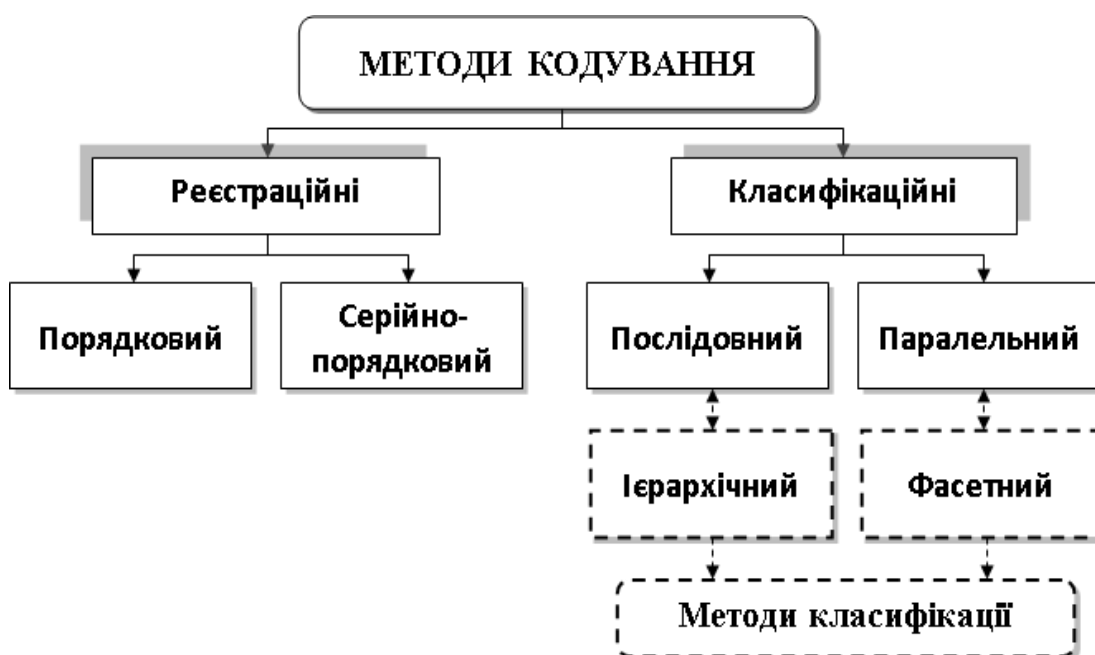 МЕТОДИ КОДУВАННЯ
Реєстраційні
Класифікаційні
Порядковий
Серійно-
порядковий
Послідовний
Паралельний
Ієрархічний
Фасетний
Методи класифікації